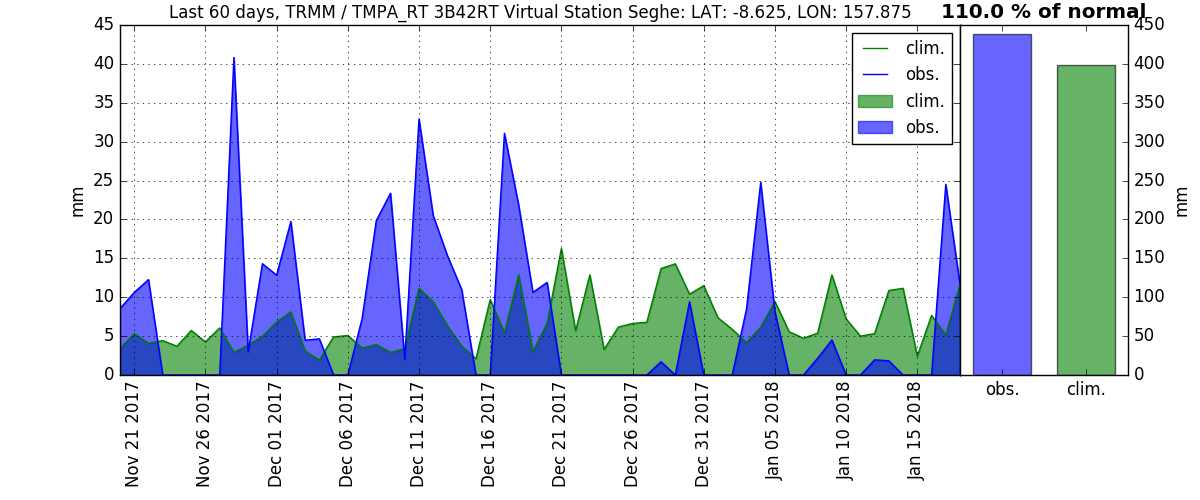 Last 60 days, TRMM / TMPA_RT 3B42RT Virtual Station Seghe: LAT: -8.625, LON: 157.875
110.0 % of normal
45
40
35
30
25
20
15
10
5
0
mm
clim.
obs.
clim.
obs.
Nov 21 2017
Nov 26 2017
Dec 01 2017
Dec 06 2017
Dec 11 2017
Dec 16 2017
Dec 21 2017
Dec 26 2017
Dec 31 2017
Jan 05 2018
Jan 10 2018
Jan 15 2018
450
400
350
300
250
200
150
100
50
0
mm
obs.
clim.